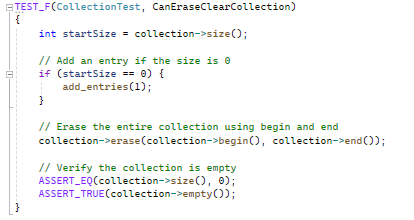 TEST_F(CollectionTest, CanEraseClearCollection)
{
    int startSize = collection->size();

    // Add an entry if the size is 0
    if (startSize == 0) {
        add_entries(1);
    }

    // Erase the entire collection using begin and end
    collection->erase(collection->begin(), collection->end());

    // Verify the collection is empty
    ASSERT_EQ(collection->size(), 0);
    ASSERT_TRUE(collection->empty());
}